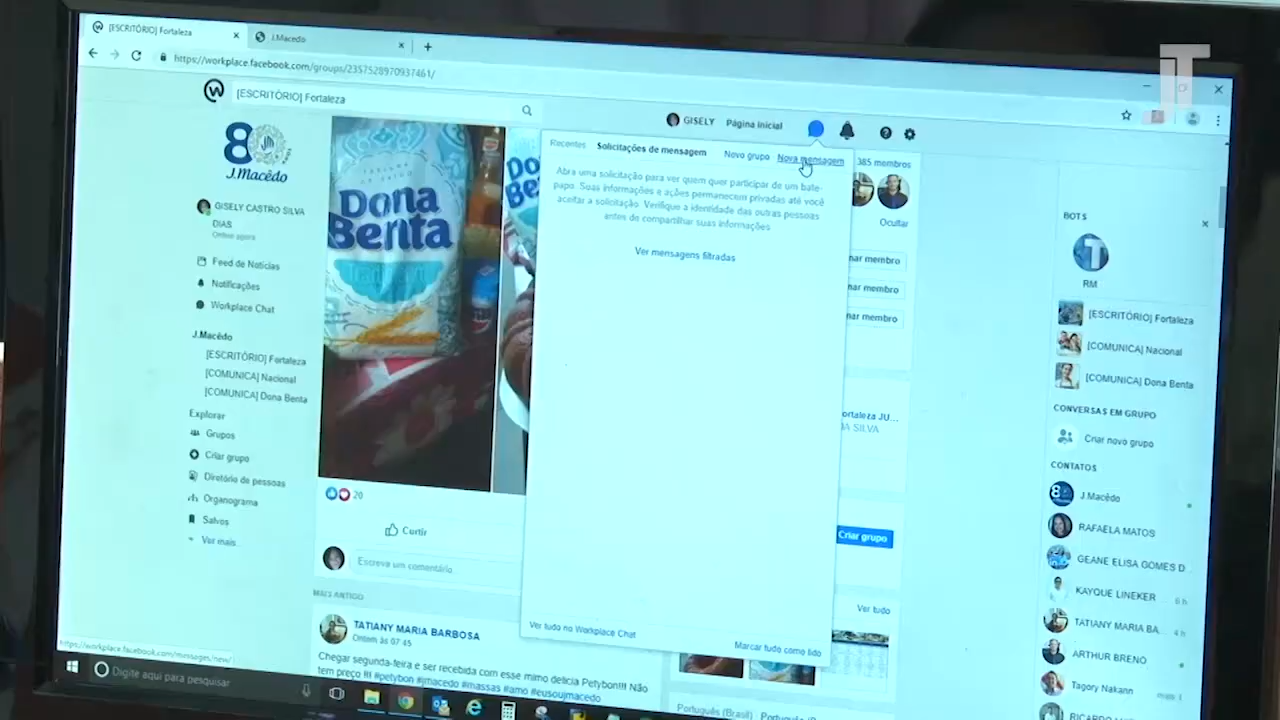 [ESCRITÓRIO] Fortaleza
J.Macedo
https://workplace.facebook.com/groups/2357528970937461/
[ESCRITÓRIO] Fortaleza
GISELY
Página Inicial
80
J.Macêdo
GISELY CASTRO SILVA
DIAS
Online agora
Feed de Notícias
Notificações
Workplace Chat
J.Macêdo
[ESCRITÓRIO] Fortaleza
[COMUNICA] Nacional
[COMUNICA] Dona Benta
Explorar
Grupos
Criar grupo
Diretório de pessoas
Organograma
Salvos
Ver mais
Dona
Benta
20
Curtir
Escreva um comentário
MAIS ANTIGO
TATIANY MARIA BARBOSA
Ontem às 07:45
Chegar segunda-feira e ser recebida com esse mimo delicia Petybon!!! Não
tem preço !!! #petybon #jmacedo #massas #amo #eusoujmacedo
Recentes
Solicitações de mensagem
Novo grupo
Nova mensagem
Abra uma solicitação para ver quem quer participar de um bate-
papo. Suas informações e ações permanecem privadas até você
aceitar a solicitação. Verifique a identidade das outras pessoas
antes de compartilhar suas informações
Ver mensagens filtradas
Ver tudo no Workplace Chat
Marcar tudo como lido
385 membros
Ocultar
nar membro
nar membro
nar membro
ortaleza JU...
DA SILVA
Criar grupo
Ver tudo
Português (Brasil)
BOTS
RM
[ESCRITÓRIO] Fortaleza
[COMUNICA] Nacional
[COMUNICA] Dona Benta
CONVERSAS EM GRUPO
Criar novo grupo
CONTATOS
J.Macêdo
RAFAELA MATOS
GEANE ELISA GOMES D
KAYQUE LINEKER
6 h
TATIANY MARIA BA...
4 h
ARTHUR BRENO
Tagory Nakann
https://workplace.facebook.com/messages/new/
Digite aqui para pesquisar